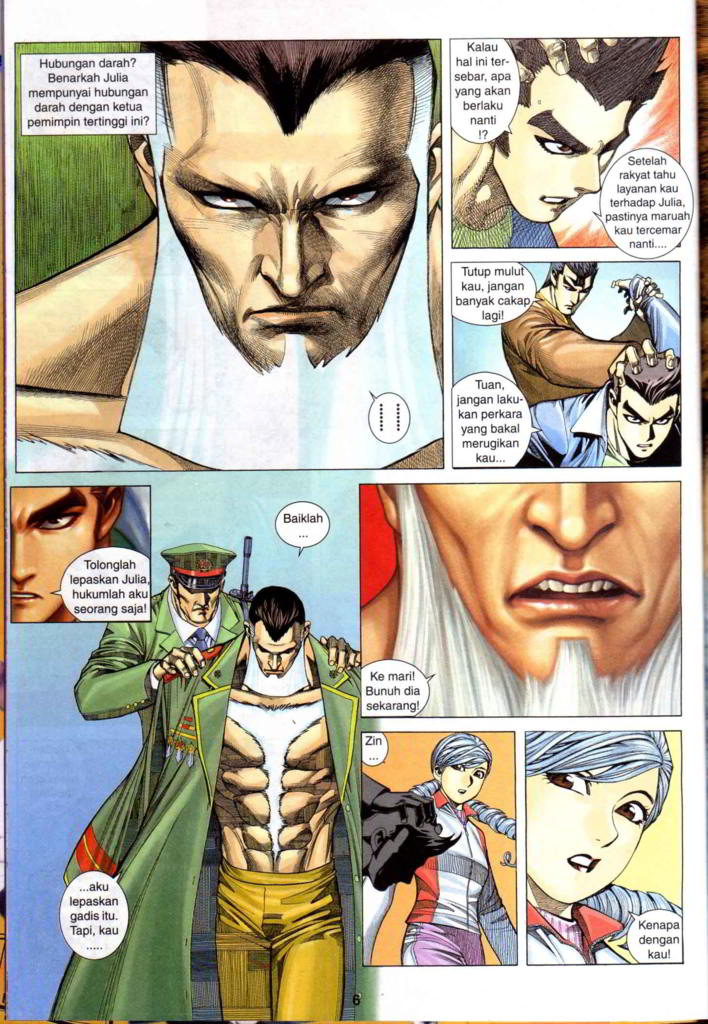 Hubungan darah?
Benarkah Julia
mempunyai hubungan
darah dengan ketua
pemimpin tertinggi ini?
Kalau
hal ini ter-
sebar, apa
yang akan
berlaku
nanti
!?
Setelah
rakyat tahu
layanan kau
terhadap Julia,
pastinya maruah
kau tercemar
nanti....
Tutup mulut
kau, jangan
banyak cakap
lagi!
Tuan,
jangan laku-
kan perkara
yang bakal
merugikan
kau...
Tolonglah
lepaskan Julia,
hukumlah aku
seorang saja!
Baiklah
...
...aku
lepaskan
gadis itu.
Tapi, kau
.....
Ke mari!
Bunuh dia
sekarang!
Zin
...
Kenapa
dengan
kau!
6